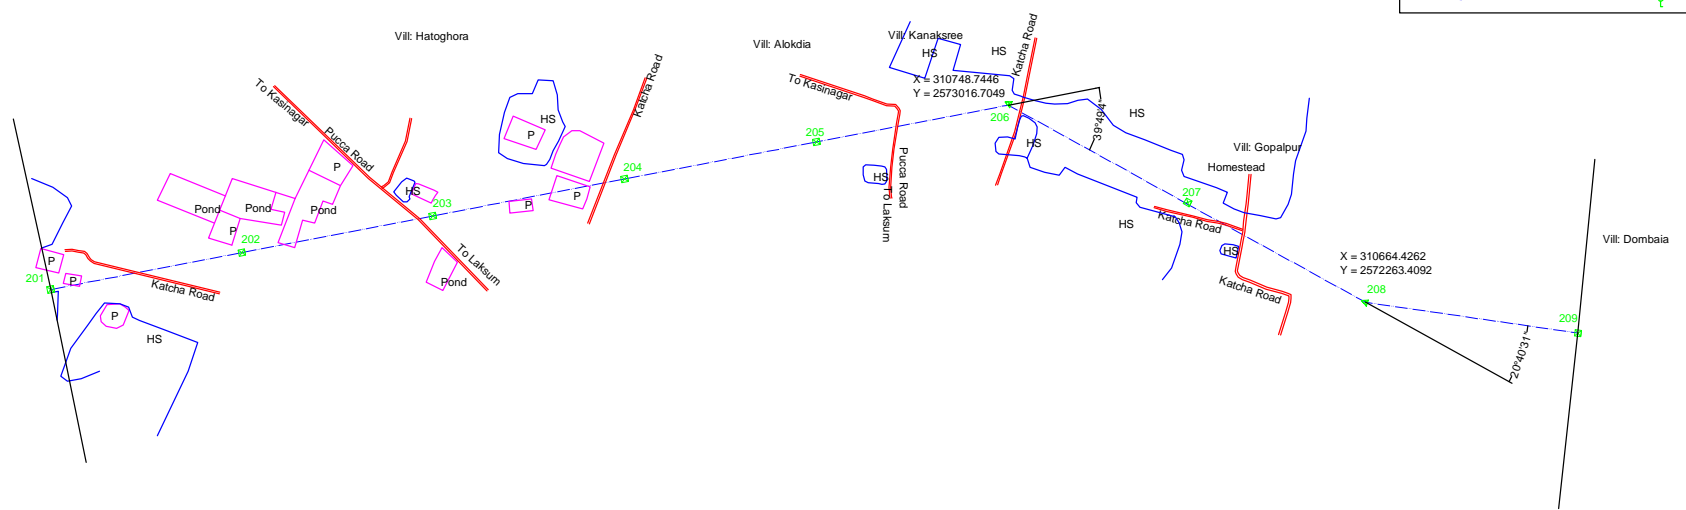 Vill: Hatoghora
Vill: Alokdia
Vill: Kanaksree
HS
HS
Katcha Road
To Kasinagar
Pucca Road
HS
P
Katcha Road
To Kasinagar
X = 310748.7446
Y = 2573016.7049
206
39°49'4"
HS
HS
205
Vill: Gopalpur
Homestead
P
204
HS
Pucca Road
To Laksum
HS
207
Katcha Road
HS
Pond
Pond
Pond
P
P
P
203
202
To Laksum
Pond
HS
Katcha Road
Vill: Dombaia
X = 310664.4262
Y = 2572263.4092
208
209
20°40'31"
P
201
P
Katcha Road
P
HS